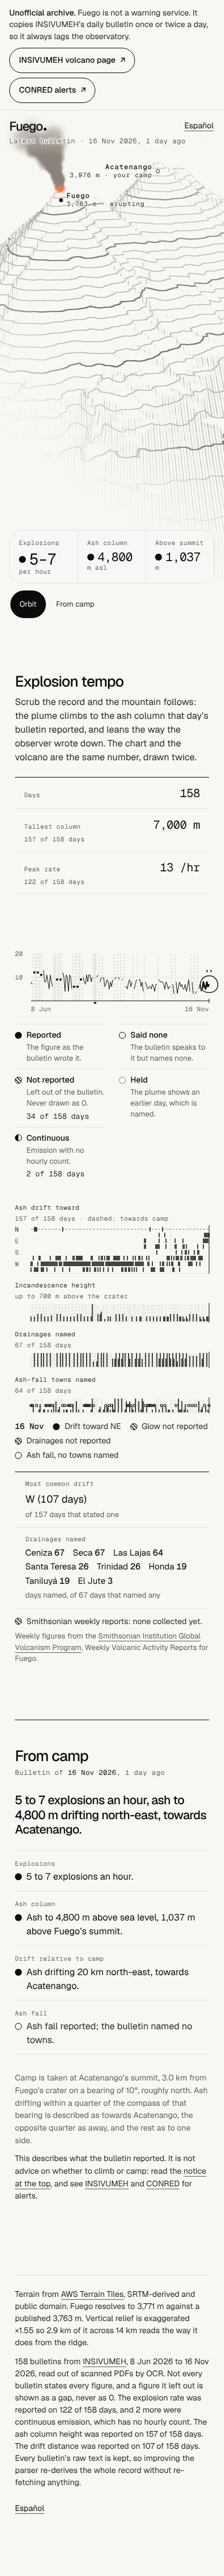 Unofficial archive. Fuego is not a warning service. It
copies INSIVUMEH's daily bulletin once or twice a day,
so it always lags the observatory.
INSIVUMEH volcano page ↗
CONRED alerts ↗
Fuego.
Español
Latest bulletin · 16 Nov 2026, 1 day ago
Acatenango
3,976 m · your camp
Fuego
3,763 m · erupting
Explosions
5–7
per hour
Ash column
4,800
m asl
Above summit
1,037
m
Orbit
From camp
Explosion tempo
Scrub the record and the mountain follows:
the plume climbs to the ash column that day's
bulletin reported, and leans the way the
observer wrote down. The chart and the
volcano are the same number, drawn twice.
Days
158
Tallest column
7,000 m
157 of 158 days
Peak rate
13 /hr
122 of 158 days
20
10
8 Jun
16 Nov
Reported
The figure as the
bulletin wrote it.
Said none
The bulletin speaks to
it but names none.
Not reported
Left out of the bulletin.
Never drawn as 0.
34 of 158 days
Held
The plume shows an
earlier day, which is
named.
Continuous
Emission with no
hourly count.
2 of 158 days
Ash drift toward
157 of 158 days · dashed: towards camp
N
E
S
W
Incandescence height
up to 700 m above the crater
Drainages named
67 of 158 days
Ash-fall towns named
64 of 158 days
16 Nov Drift toward NE Glow not reported
Drainages not reported
Ash fall, no towns named
Most common drift
W (107 days)
of 157 days that stated one
Drainages named
Ceniza 67 Seca 67 Las Lajas 64
Santa Teresa 26 Trinidad 26 Honda 19
Taniluyá 19 El Jute 3
days named, of 67 days that named any
Smithsonian weekly reports: none collected yet.
Weekly figures from the Smithsonian Institution Global
Volcanism Program, Weekly Volcanic Activity Reports for
Fuego.
From camp
Bulletin of 16 Nov 2026, 1 day ago
5 to 7 explosions an hour, ash to
4,800 m drifting north-east, towards
Acatenango.
Explosions
5 to 7 explosions an hour.
Ash column
Ash to 4,800 m above sea level, 1,037 m
above Fuego's summit.
Drift relative to camp
Ash drifting 20 km north-east, towards
Acatenango.
Ash fall
Ash fall reported; the bulletin named no
towns.
Camp is taken at Acatenango's summit, 3.0 km from
Fuego's crater on a bearing of 10°, roughly north. Ash
drifting within a quarter of the compass of that
bearing is described as towards Acatenango, the
opposite quarter as away, and the rest as to one
side.
This describes what the bulletin reported. It is not
advice on whether to climb or camp: read the notice
at the top, and see INSIVUMEH and CONRED for
alerts.
Terrain from AWS Terrain Tiles, SRTM-derived and
public domain. Fuego resolves to 3,771 m against a
published 3,763 m. Vertical relief is exaggerated
×1.55 so 2.9 km of it across 14 km reads the way it
does from the ridge.
158 bulletins from INSIVUMEH, 8 Jun 2026 to 16 Nov
2026, read out of scanned PDFs by OCR. Not every
bulletin states every figure, and a figure it left out is
shown as a gap, never as 0. The explosion rate was
reported on 122 of 158 days, and 2 more were
continuous emission, which has no hourly count. The
ash column height was reported on 157 of 158 days.
The drift distance was reported on 107 of 158 days.
Every bulletin's raw text is kept, so improving the
parser re-derives the whole record without re-
fetching anything.
Español